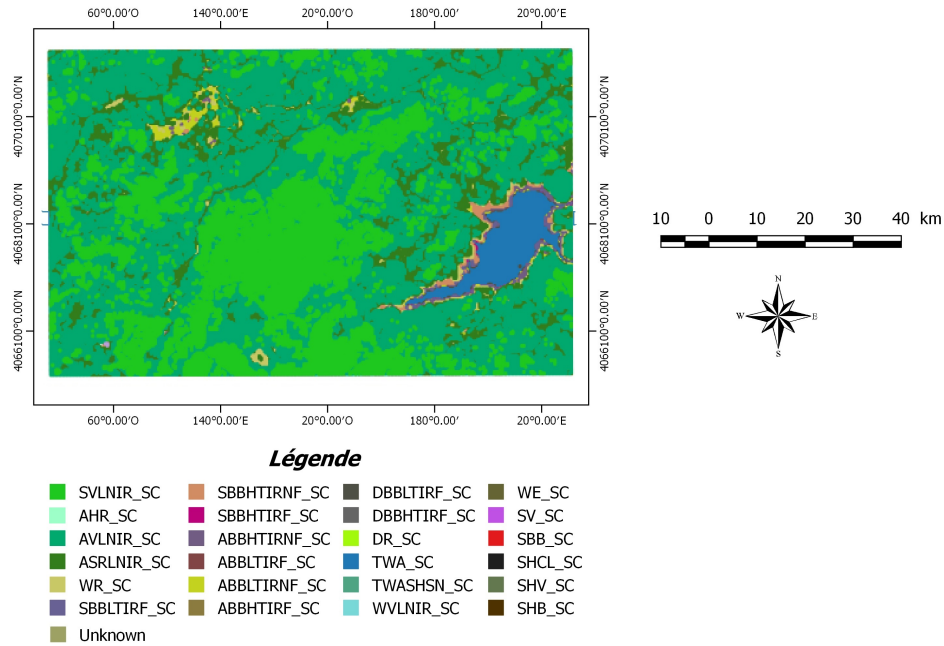 60°0.00′O 140°0.00′E 20°0.00′O 180°0.00′ 20°0.00′E
4070100°0.00″N 4070100°0.00″N
4068100°0.00″N 4068100°0.00″N
4066100°0.00″N 4066100°0.00″N
60°0.00′O 140°0.00′E 20°0.00′O 180°0.00′ 20°0.00′E
10 0 10 20 30 40 km
N
W E
S
Légende
SVLNIR_SC SBBHTIRNF_SC DBBLTIRF_SC WE_SC
AHR_SC SBBHTIRF_SC DBBHTIRF_SC SV_SC
AVLNIR_SC ABBHTIRNF_SC DR_SC SBB_SC
ASRLNIR_SC ABBLTIRF_SC TWA_SC SHCL_SC
WR_SC ABBLTIRNF_SC TWASHSN_SC SHV_SC
SBBLTIRF_SC ABBHTIRF_SC WVLNIR_SC SHB_SC
Unknown